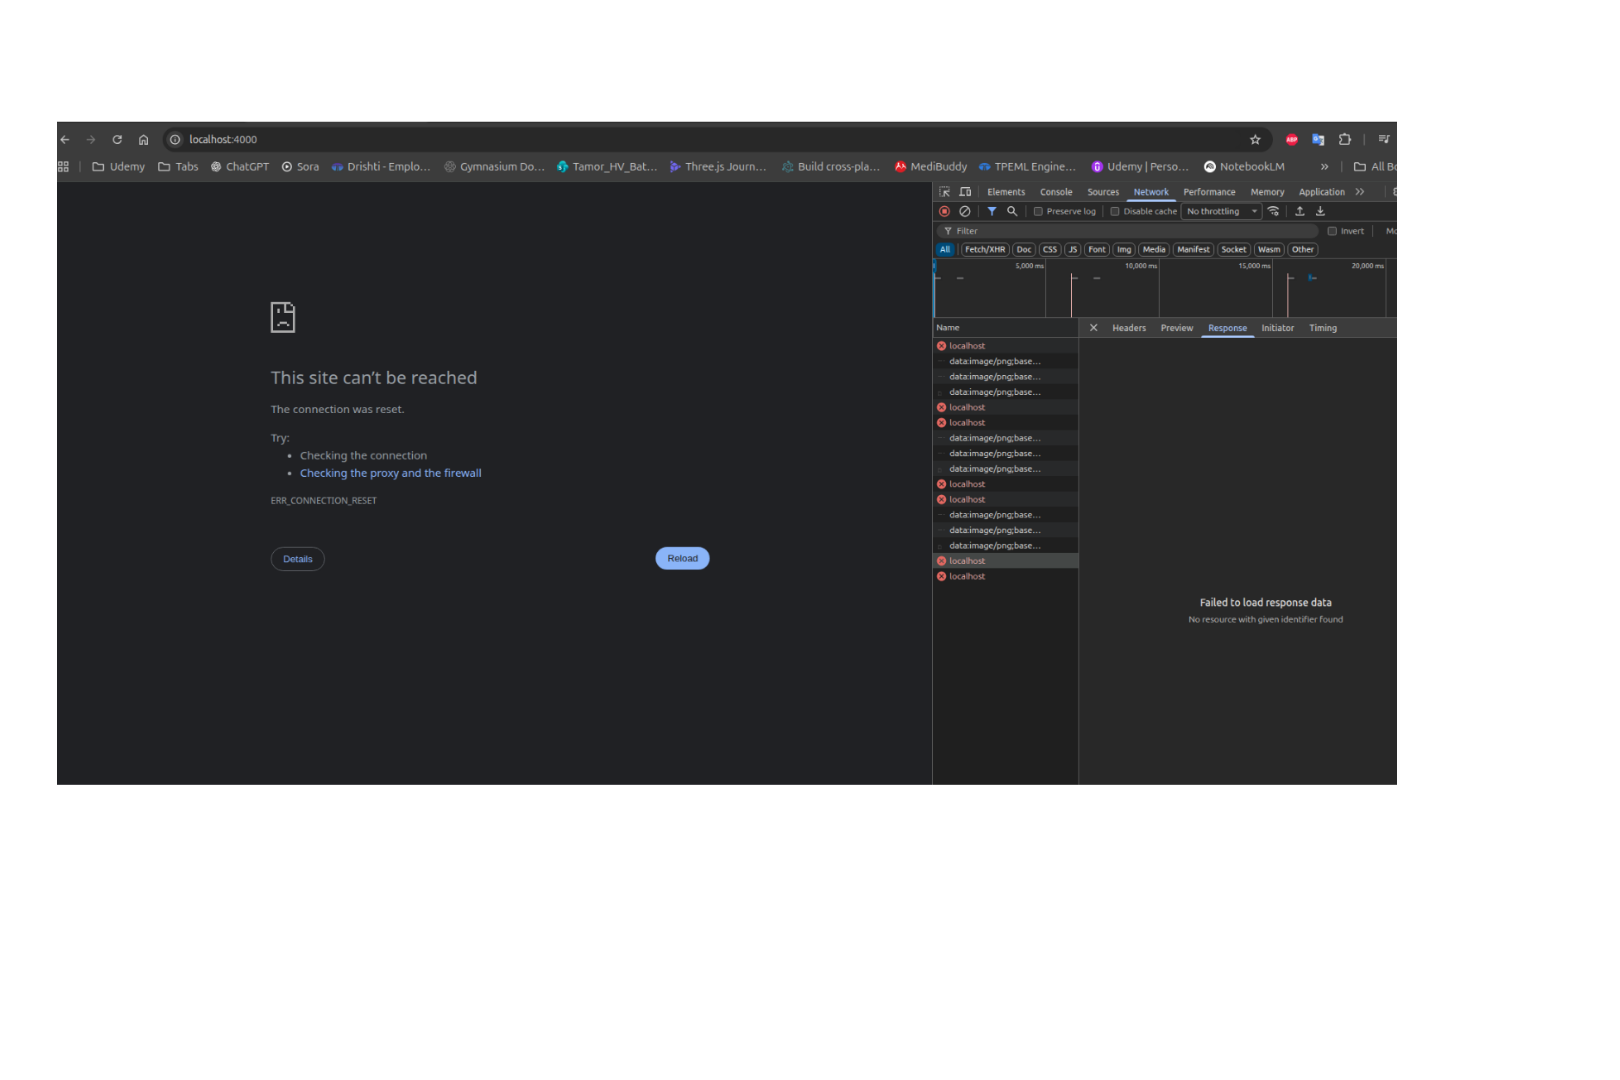 localhost:4000
Udemy Tabs ChatGPT Sora Drishti - Emplo... Gymnasium Do... Tamor_HV_Bat... Three.js Journ... Build cross-pla... MediBuddy TPEML Engine... Udemy | Perso... NotebookLM » All Bo
Elements Console Sources Network Performance Memory Application
Preserve log Disable cache No throttling
Filter Invert Mo
All Fetch/XHR Doc CSS JS Font Img Media Manifest Socket Wasm Other
5,000 ms 10,000 ms 15,000 ms 20,000 ms
Name Headers Preview Response Initiator Timing
localhost
data:image/png;base...
data:image/png;base...
data:image/png;base...
localhost
localhost
data:image/png;base...
data:image/png;base...
data:image/png;base...
localhost
localhost
data:image/png;base...
data:image/png;base...
data:image/png;base...
localhost
localhost
This site can't be reached
The connection was reset.
Try:
• Checking the connection
• Checking the proxy and the firewall
ERR_CONNECTION_RESET
Details Reload
Failed to load response data
No resource with given identifier found